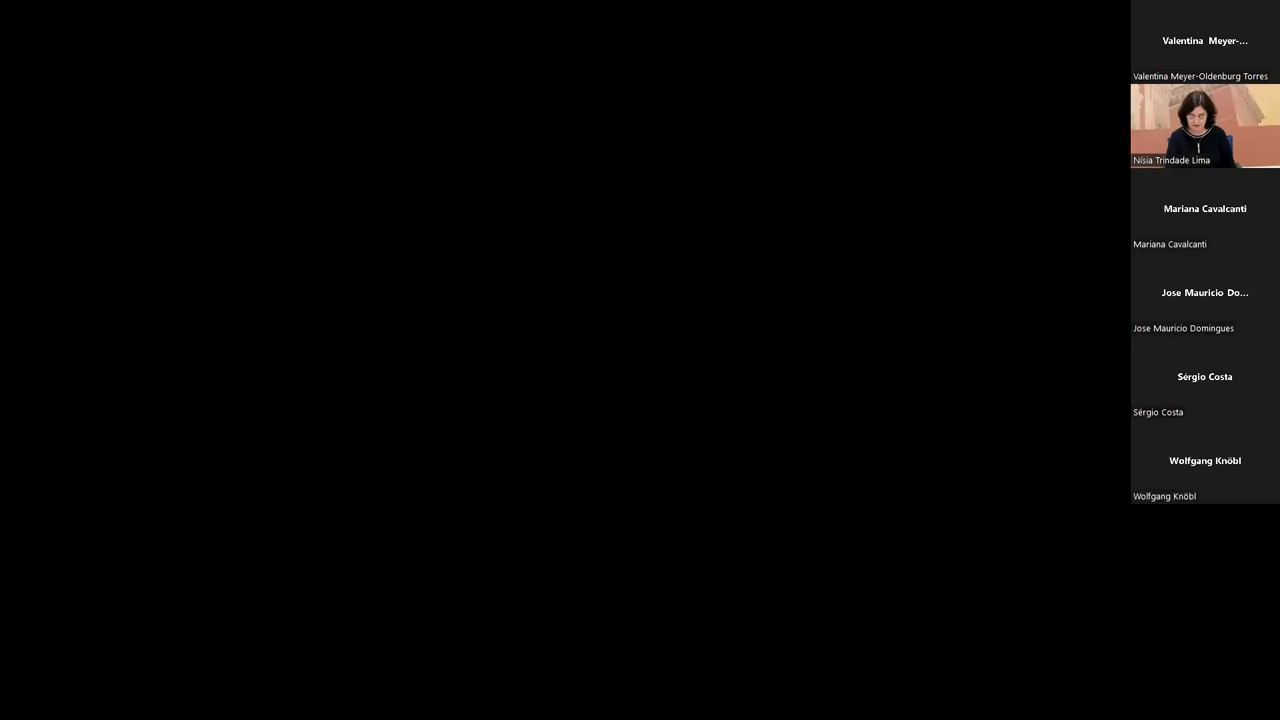 Valentina Meyer-...
Valentina Meyer-Oldenburg Torres
Nísia Trindade Lima
Mariana Cavalcanti
Mariana Cavalcanti
Jose Mauricio Do...
Jose Mauricio Domingues
Sérgio Costa
Sérgio Costa
Wolfgang Knöbl
Wolfgang Knöbl